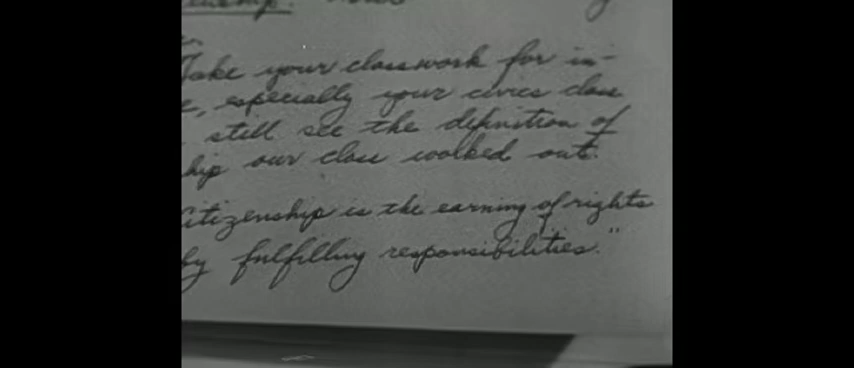 Take your classwork for in-
e, especially your civics class
still see the definition of
hip our class worked out.
Citizenship is the earning of rights
by fulfilling responsibilities."